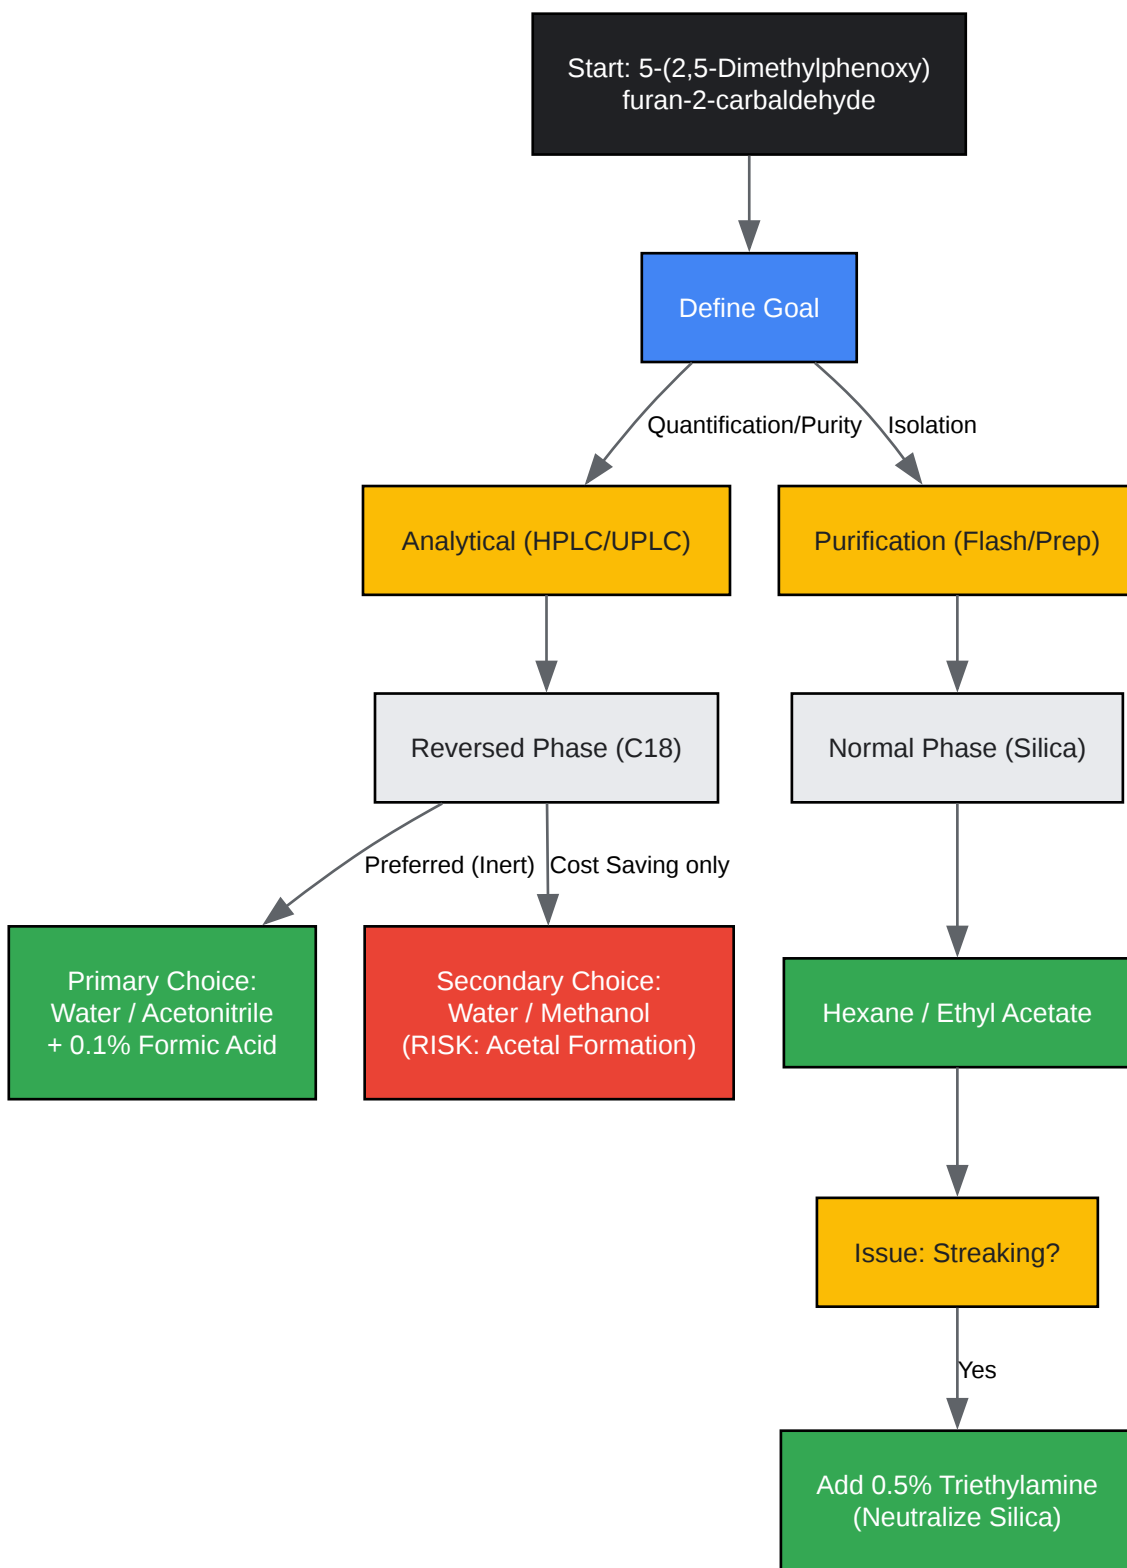 Start: 5-(2,5-Dimethylphenoxy)
furan-2-carbaldehyde
Define Goal
Quantification/Purity
Isolation
Analytical (HPLC/UPLC)
Purification (Flash/Prep)
Reversed Phase (C18)
Normal Phase (Silica)
Preferred (Inert)
Cost Saving only
Primary Choice:
Water / Acetonitrile
+ 0.1% Formic Acid
Secondary Choice:
Water / Methanol
(RISK: Acetal Formation)
Hexane / Ethyl Acetate
Issue: Streaking?
Yes
Add 0.5% Triethylamine
(Neutralize Silica)